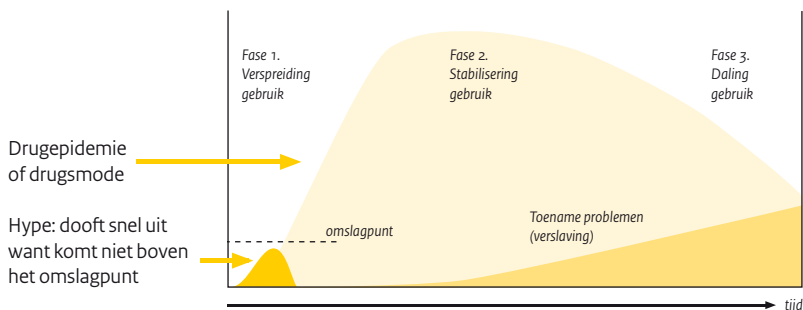 Fase 1.
Verspreiding
gebruik
Fase 2.
Stabilisering
gebruik
Fase 3.
Daling
gebruik
Drugepidemie
of drugsmode
Hype: dooft snel uit
want komt niet boven
het omslagpunt
omslagpunt
Toename problemen
(verslaving)
tijd